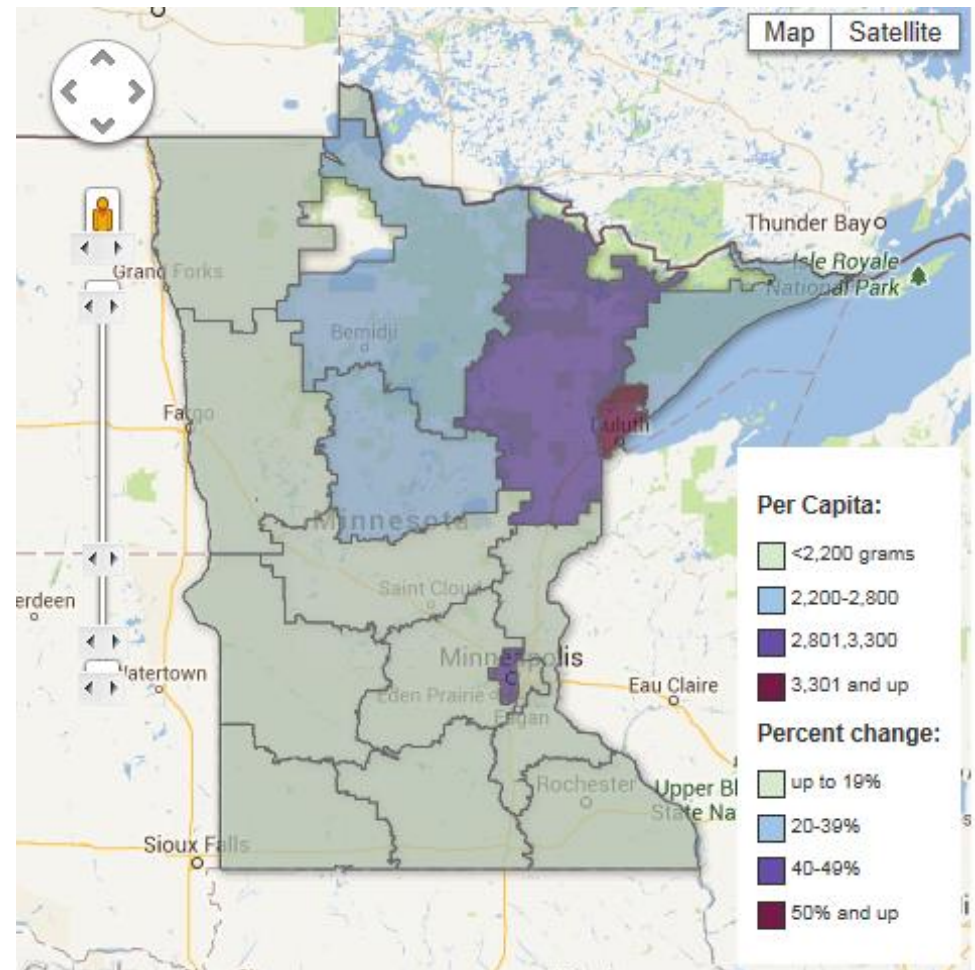 Map Satellite
Thunder Bay
Isle Royale
National Park
Grand Forks
Bemidji
Fargo
Duluth
Minnesota
Per Capita:
<2,200 grams
2,200-2,800
2,801,3,300
3,301 and up
Percent change:
up to 19%
20-39%
40-49%
50% and up
Saint Cloud
erdeen
Minneapolis
Watertown
Eden Prairie
Eau Claire
Eagan
Rochester
Upper Bl
State Na
Sioux Falls